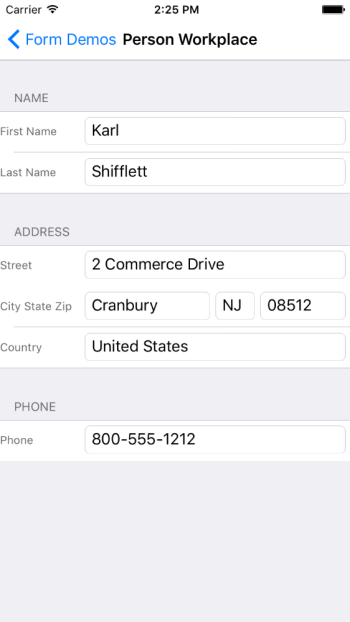 Carrier 2:25 PM
Form Demos Person Workplace
NAME
First Name Karl
Last Name Shifflett
ADDRESS
Street 2 Commerce Drive
City State Zip Cranbury NJ 08512
Country United States
PHONE
Phone 800-555-1212